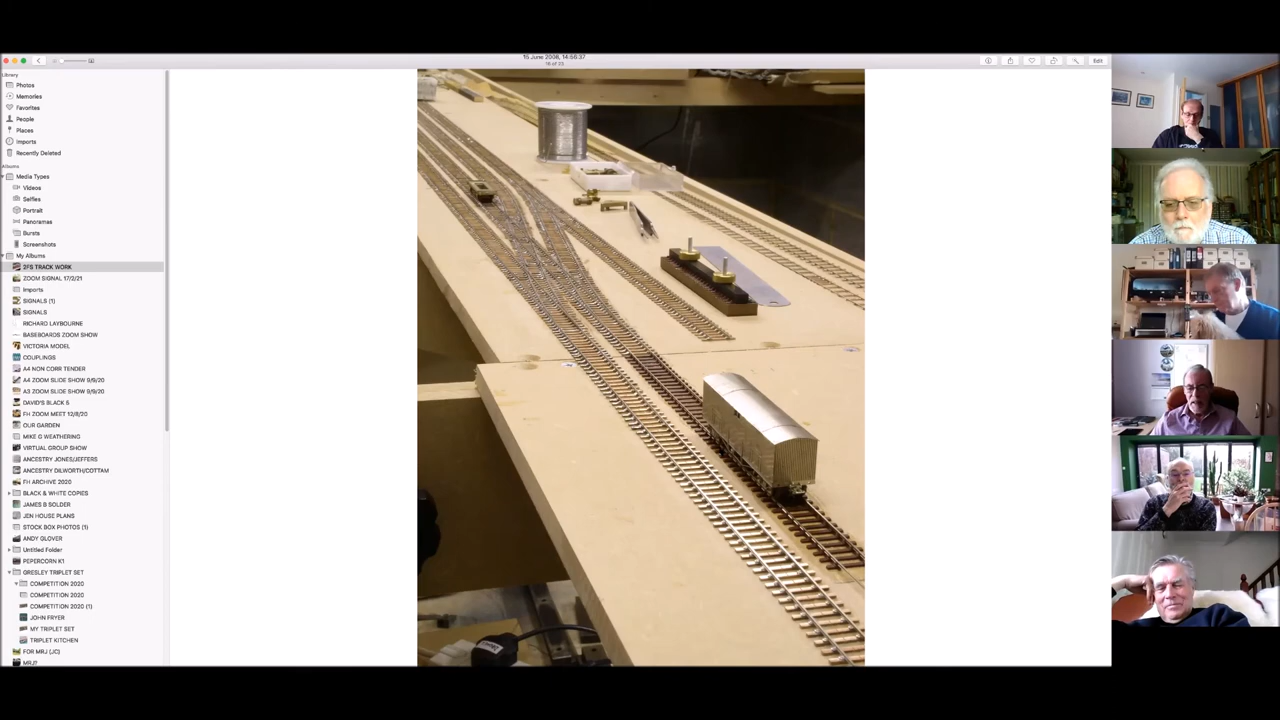 15 June 2008, 14:56:37
16 of 23
Edit
Library
Photos
Memories
Favorites
People
Places
Imports
Recently Deleted
Albums
Media Types
Videos
Selfies
Portrait
Panoramas
Bursts
Screenshots
My Albums
2FS TRACK WORK
ZOOM SIGNAL 17/2/21
Imports
SIGNALS (1)
SIGNALS
RICHARD LAYBOURNE
BASEBOARDS ZOOM SHOW
VICTORIA MODEL
COUPLINGS
A4 NON CORR TENDER
A4 ZOOM SLIDE SHOW 9/9/20
A3 ZOOM SLIDE SHOW 9/9/20
DAVID'S BLACK 5
FH ZOOM MEET 12/8/20
OUR GARDEN
MIKE G WEATHERING
VIRTUAL GROUP SHOW
ANCESTRY JONES/JEFFERS
ANCESTRY DILWORTH/COTTAM
FH ARCHIVE 2020
BLACK & WHITE COPIES
JAMES B SOLDER
JEN HOUSE PLANS
STOCK BOX PHOTOS (1)
ANDY GLOVER
Untitled Folder
PEPERCORN K1
GRESLEY TRIPLET SET
COMPETITION 2020
COMPETITION 2020
COMPETITION 2020 (1)
JOHN FRYER
MY TRIPLET SET
TRIPLET KITCHEN
FOR MRJ (JC)
MRJ?